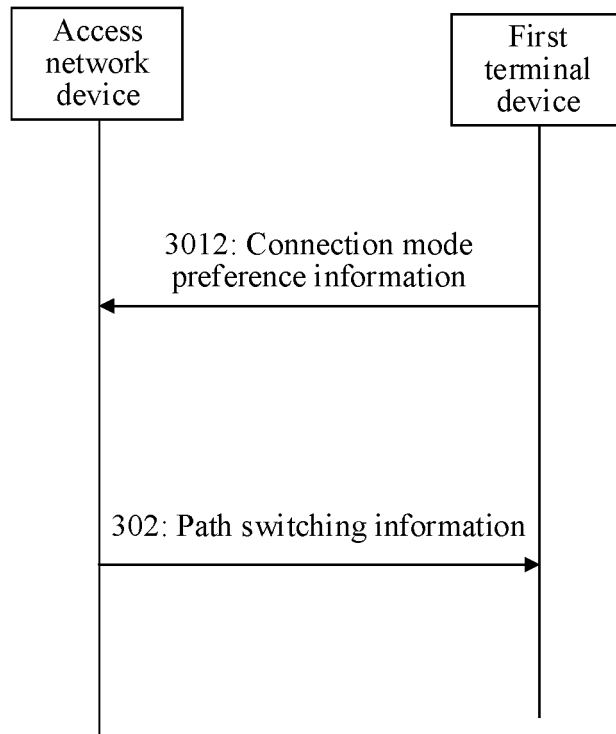 Access
network
device
First
terminal
device
3012: Connection mode
preference information
302: Path switching information